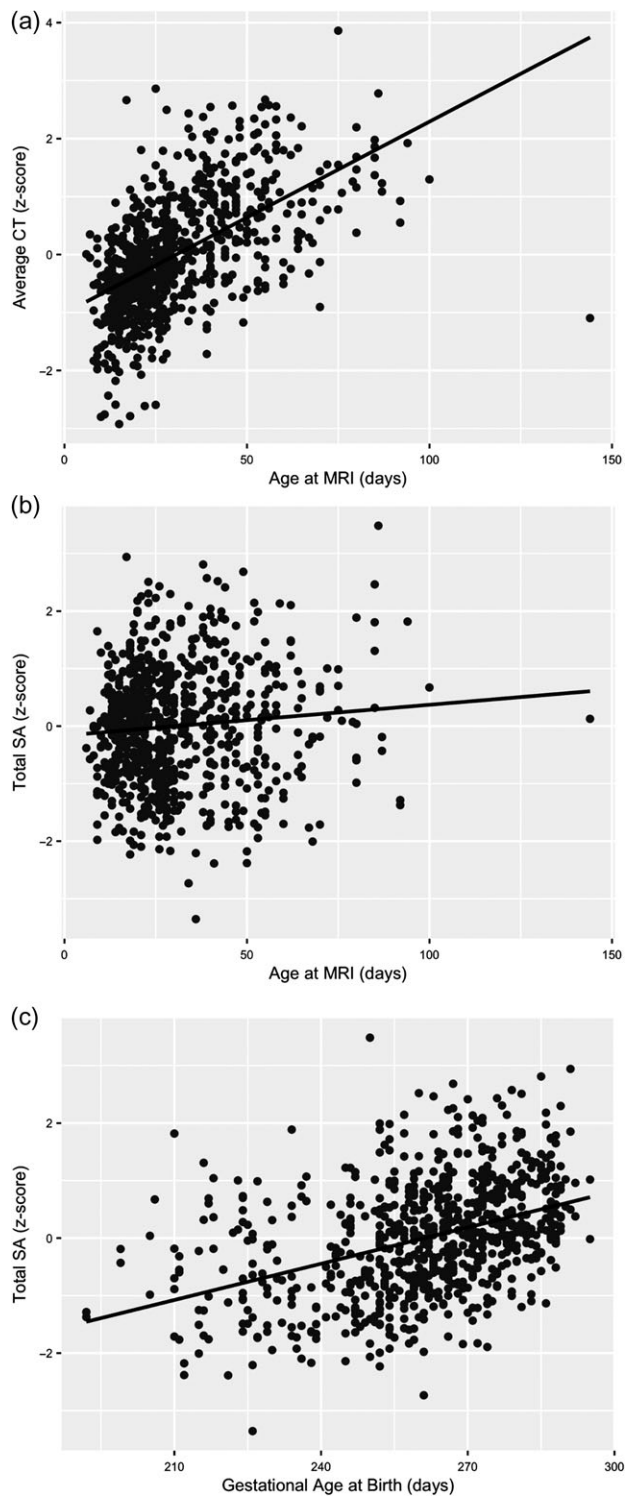 (a)
4
2
0
−2
Average CT (z-score)
0 50 100 150
Age at MRI (days)
(b)
2
0
−2
Total SA (z-score)
0 50 100 150
Age at MRI (days)
(c)
2
0
−2
Total SA (z-score)
210 240 270 300
Gestational Age at Birth (days)